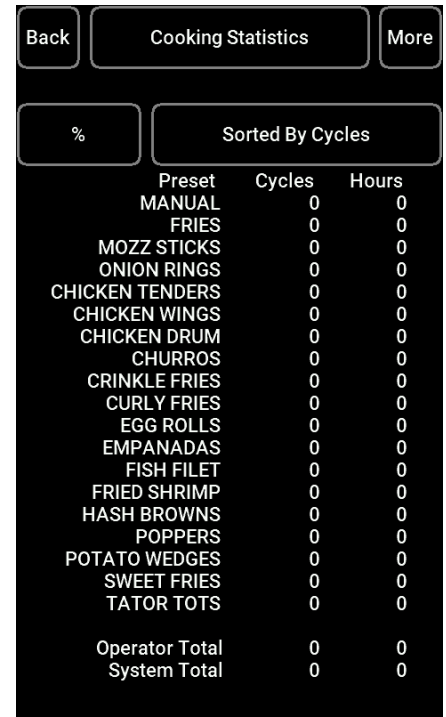 Back Cooking Statistics More
% Sorted By Cycles
Preset Cycles Hours
MANUAL 0 0
FRIES 0 0
MOZZ STICKS 0 0
ONION RINGS 0 0
CHICKEN TENDERS 0 0
CHICKEN WINGS 0 0
CHICKEN DRUM 0 0
CHURROS 0 0
CRINKLE FRIES 0 0
CURLY FRIES 0 0
EGG ROLLS 0 0
EMPANADAS 0 0
FISH FILET 0 0
FRIED SHRIMP 0 0
HASH BROWNS 0 0
POPPERS 0 0
POTATO WEDGES 0 0
SWEET FRIES 0 0
TATOR TOTS 0 0
Operator Total 0 0
System Total 0 0